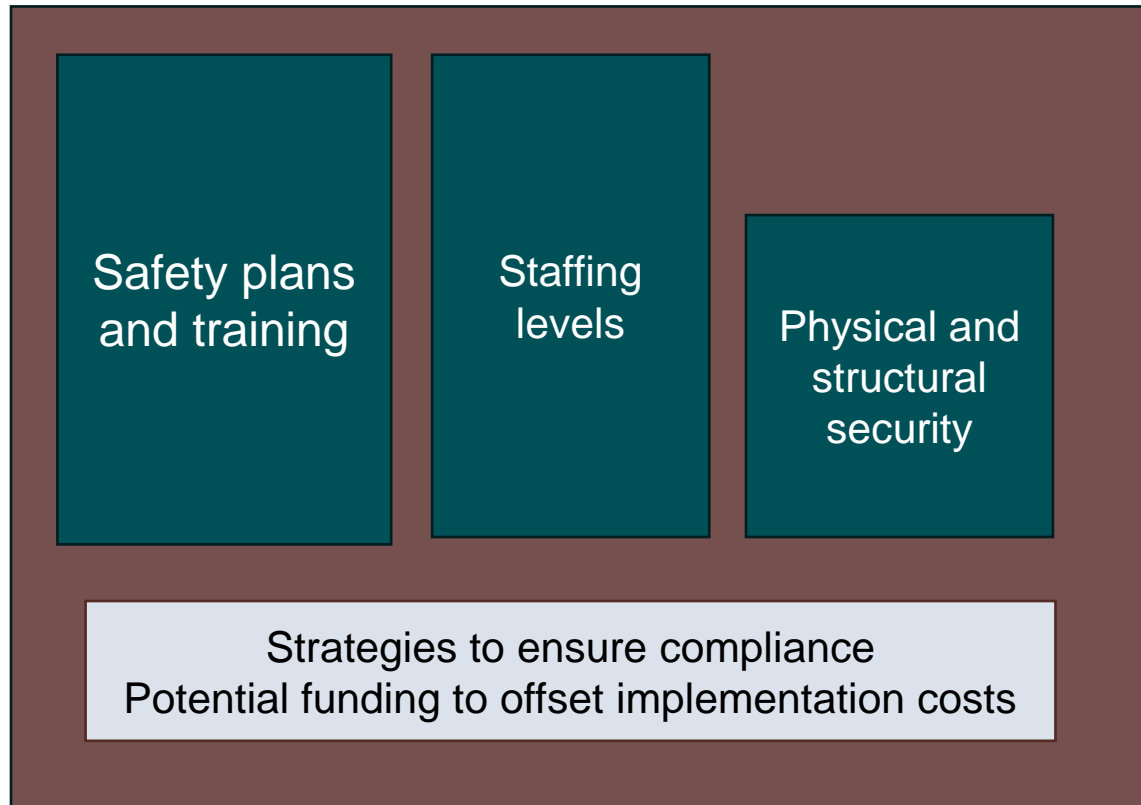 Safety plans
and training
Staffing
levels
Physical and
structural
security
Strategies to ensure compliance
Potential funding to offset implementation costs